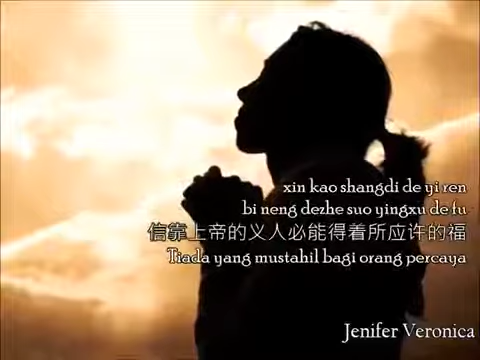 xin kao shangdi de yi ren
bi neng dezhe suo yingxu de fu
信靠上帝的义人必能得着所应许的福
Tiada yang mustahil bagi orang percaya
Jenifer Veronica